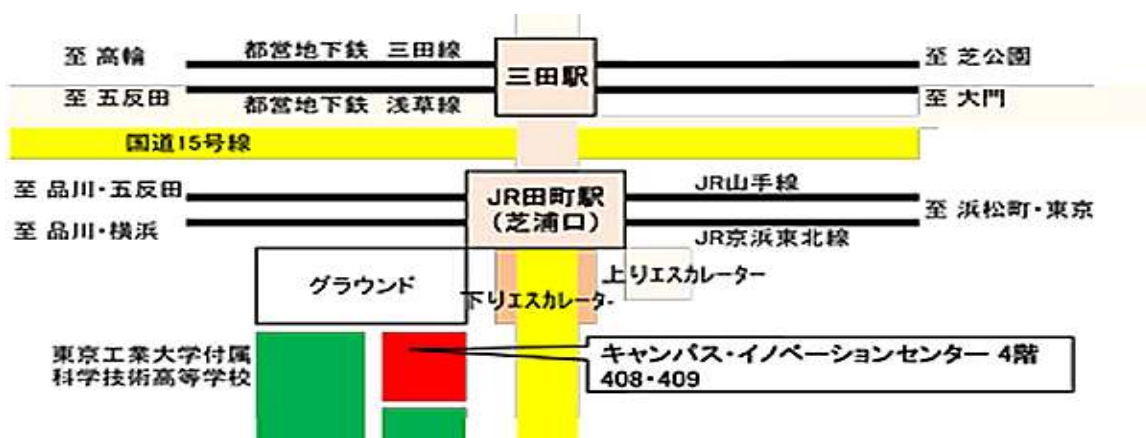 至 高輪
都営地下鉄 三田線
三田駅
至 芝公園
至 五反田
都営地下鉄 浅草線
至 大門
国道15号線
至 品川・五反田
JR田町駅
(芝浦口)
JR山手線
至 浜松町・東京
至 品川・横浜
JR京浜東北線
グラウンド
上りエスカレーター
下りエスカレーター
東京工業大学付属
科学技術高等学校
キャンパス・イノベーションセンター 4階
408・409